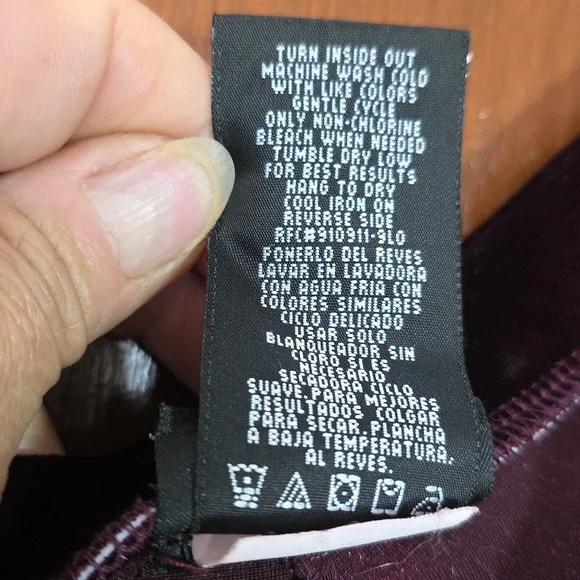 TURN INSIDE OUT
MACHINE WASH COLD
WITH LIKE COLORS
GENTLE CYCLE
ONLY NON-CHLORINE
BLEACH WHEN NEEDED
TUMBLE DRY LOW
FOR BEST RESULTS
HANG TO DRY
COOL IRON ON
REVERSE SIDE
RFC#910911-SLO
PONERLO DEL REYES
LAVAR EN LAVADORA
CON AGUA FRIA CON
COLORES SIMILARES
CICLO DELICADO
USAR SOLO
BLANQUEADOR SIN
CLORO SI ES
NECESARIO
SECADORA CICLO
SUAVE, PARA MEJORES
RESULTADOS COLGAR
PARA SECAR. PLANCHA
A BAJA TEMPERATURA,
AL REVES.